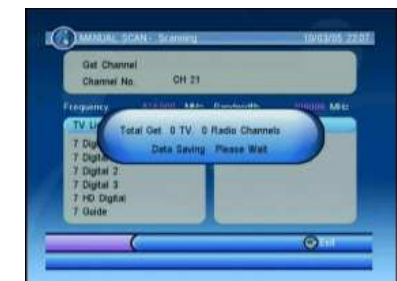 MANUAL SCAN - Scanning 10/03/05 22:07
Get Channel
Channel No. CH 21
Frequency MHz Bandwidth MHz
TV
Total Get 0 TV, 0 Radio Channels
Data Saving Please Wait
7 Digital 2
7 Digital 3
7 HD Digital
7 Guide
Exit